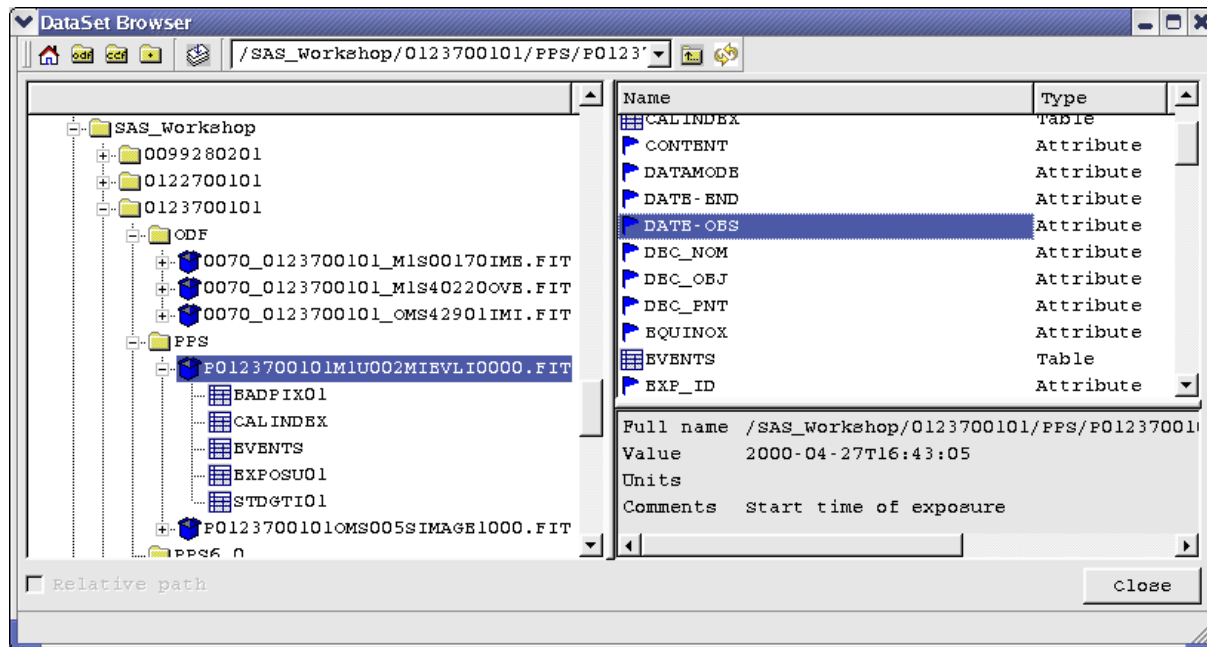 DataSet Browser
odf ccf /SAS_Workshop/0123700101/PPS/P0123
SAS_Workshop
0099280201
0122700101
0123700101
ODF
0070_0123700101_M1S00170IME.FIT
0070_0123700101_M1S40220OVE.FIT
0070_0123700101_OMS42901IMI.FIT
PPS
P0123700101M1U002MIEVLI0000.FIT
BADPIX01
CALINDEX
EVENTS
EXPOSU01
STDGTI01
P0123700101OMS005SIMAGE1000.FIT
PPS6_0
Name Type
CALINDEX Table
CONTENT Attribute
DATAMODE Attribute
DATE-END Attribute
DATE-OBS Attribute
DEC_NOM Attribute
DEC_OBJ Attribute
DEC_PNT Attribute
EQUINOX Attribute
EVENTS Table
EXP_ID Attribute
Full name /SAS_Workshop/0123700101/PPS/P01237001
Value 2000-04-27T16:43:05
Units
Comments Start time of exposure
Relative path
Close